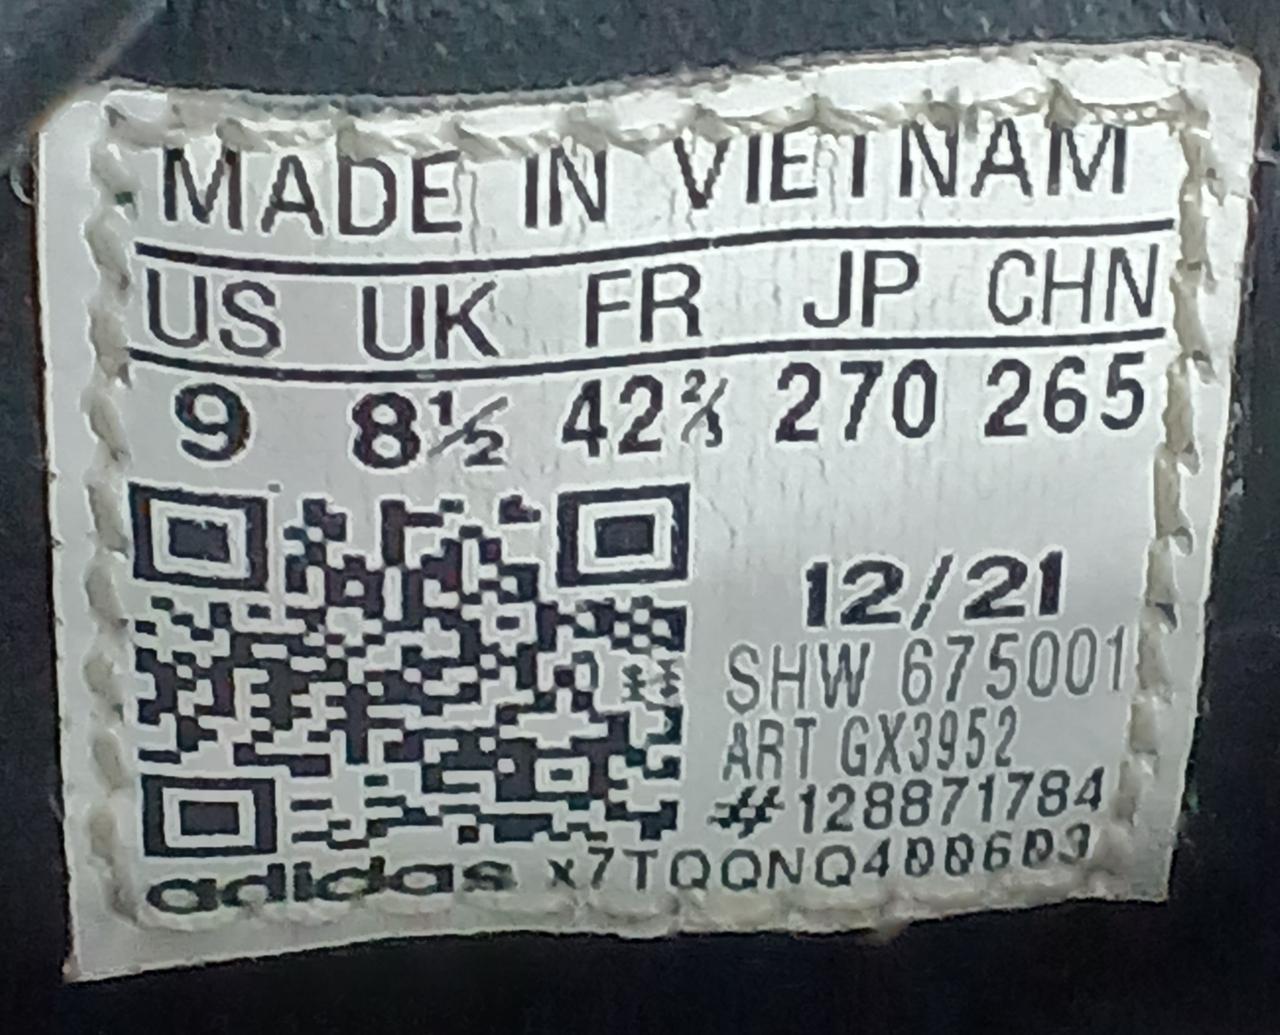 MADE IN VIETNAM
US UK FR JP CHN
9 8½ 42⅔ 270 265
12/21
SHW 675001
ART GX3952
#128871784
adidas x7TQQNQ400603